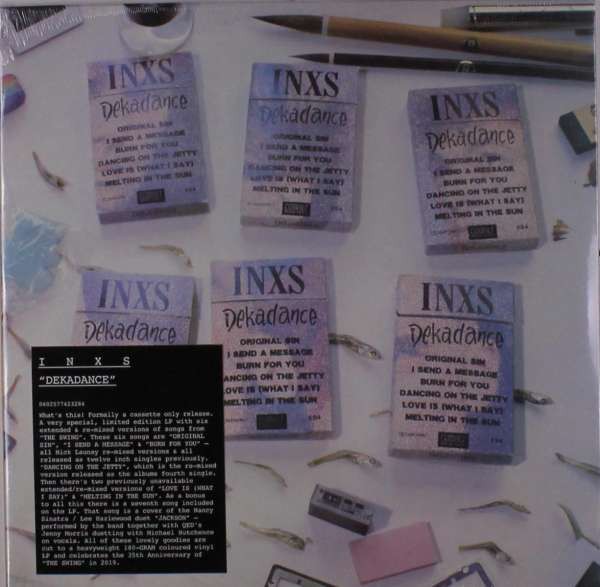 INXS
Dekadance
ORIGINAL SIN
I SEND A MESSAGE
BURN FOR YOU
DANCING ON THE JETTY
LOVE IS (WHAT I SAY)
MELTING IN THE SUN
INXS
Dekadance
ORIGINAL SIN
I SEND A MESSAGE
BURN FOR YOU
DANCING ON THE JETTY
LOVE IS (WHAT I SAY)
MELTING IN THE SUN
INXS
Dekadance
ORIGINAL SIN
I SEND A MESSAGE
BURN FOR YOU
DANCING ON THE JETTY
LOVE IS (WHAT I SAY)
MELTING IN THE SUN
INXS
Dekadance
INXS
Dekadance
ORIGINAL SIN
I SEND A MESSAGE
BURN FOR YOU
DANCING ON THE JETTY
LOVE IS (WHAT I SAY)
MELTING IN THE SUN
INXS
Dekadance
ORIGINAL SIN
I SEND A MESSAGE
BURN FOR YOU
DANCING ON THE JETTY
LOVE IS (WHAT I SAY)
MELTING IN THE SUN
I N X S
"DEKADANCE"
What's this! Formally a cassette only release.
A very special, limited edition LP with six
extended & re-mixed versions of songs from
"THE SWING". These six songs are "ORIGINAL
SIN", "I SEND A MESSAGE" & "BURN FOR YOU" –
all Nick Launay re-mixed versions & all
released as twelve inch singles previously.
"DANCING ON THE JETTY", which is the re-mixed
version released as the albums fourth single.
Then there's two previously unavailable
extended/re-mixed versions of "LOVE IS (WHAT
I SAY)" & "MELTING IN THE SUN". As a bonus
to all this there is a seventh song included
on the LP. That song is a cover of the Nancy
Sinatra / Lee Hazlewood duet "JACKSON" –
performed by the band together with QED's
Jenny Morris duetting with Michael Hutchence
on vocals. All of these lovely goodies are
cut to a heavyweight 180-GRAM coloured vinyl
LP and celebrates the 35th Anniversary of
"THE SWING" in 2019.